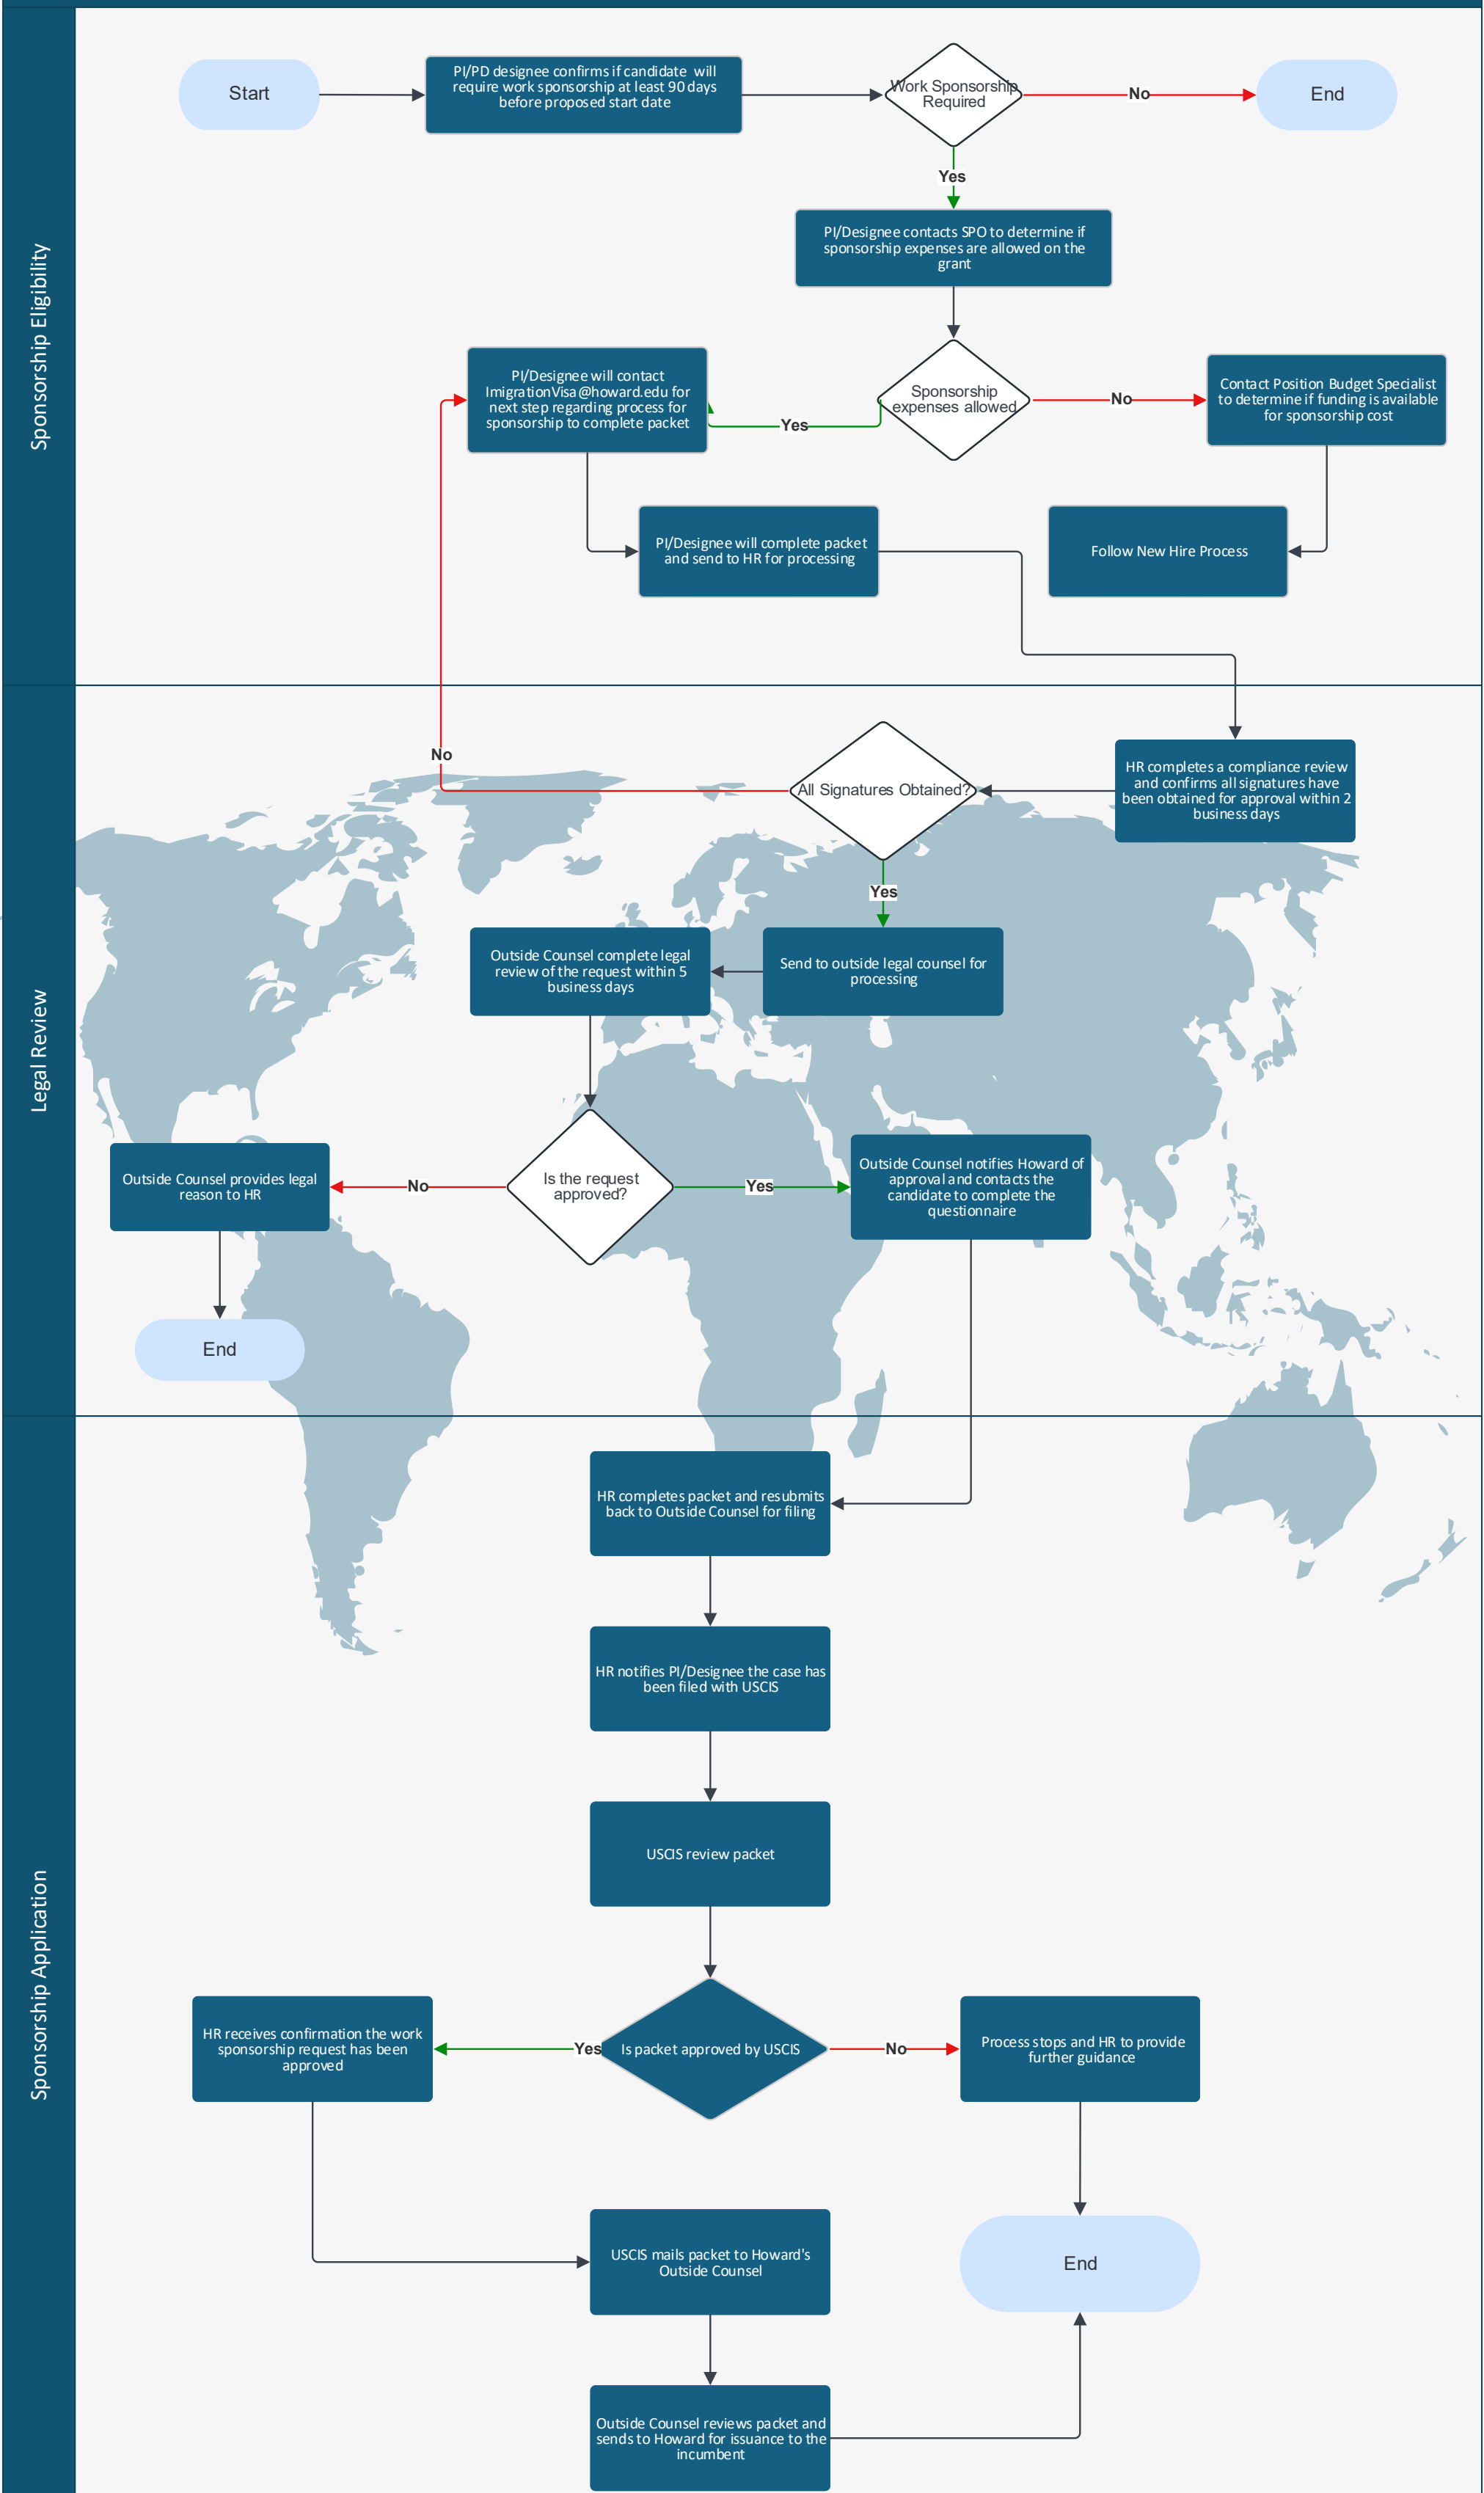 Sponsorship Eligibility
Start
PI/PD designee confirms if candidate will
require work sponsorship at least 90 days
before proposed start date
Work Sponsorship
Required
No
End
Yes
PI/Designee contacts SPO to determine if
sponsorship expenses are allowed on the
grant
PI/Designee will contact
ImigrationVisa@howard.edu for
next step regarding process for
sponsorship to complete packet
Yes
Sponsorship
expenses allowed
No
Contact Position Budget Specialist
to determine if funding is available
for sponsorship cost
PI/Designee will complete packet
and send to HR for processing
Follow New Hire Process
Legal Review
No
All Signatures Obtained?
HR completes a compliance review
and confirms all signatures have
been obtained for approval within 2
business days
Yes
Outside Counsel complete legal
review of the request within 5
business days
Send to outside legal counsel for
processing
Outside Counsel provides legal
reason to HR
No
Is the request
approved?
Yes
Outside Counsel notifies Howard of
approval and contacts the
candidate to complete the
questionnaire
End
Sponsorship Application
HR completes packet and resubmits
back to Outside Counsel for filing
HR notifies PI/Designee the case has
been filed with USCIS
USCIS review packet
HR receives confirmation the work
sponsorship request has been
approved
Yes
Is packet approved by USCIS
No
Process stops and HR to provide
further guidance
USCIS mails packet to Howard's
Outside Counsel
End
Outside Counsel reviews packet and
sends to Howard for issuance to the
incumbent